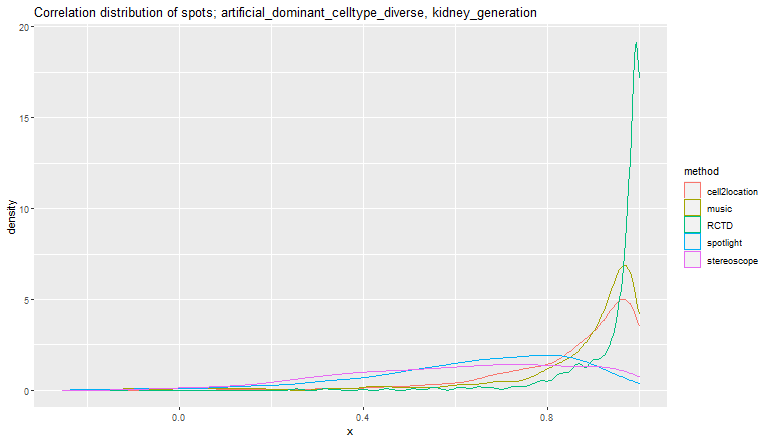 Correlation distribution of spots; artificial_dominant_celltype_diverse, kidney_generation
20
15
10
5
0
density
0.0
0.4
0.8
x
method
cell2location
music
RCTD
spotlight
stereoscope